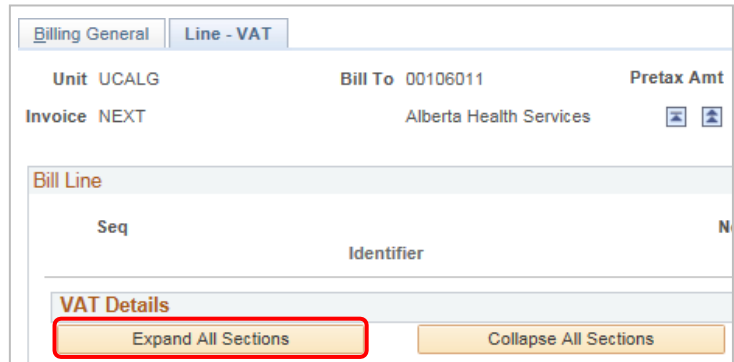 Billing General Line - VAT
Unit UCALG Bill To 00106011 Pretax Amt
Invoice NEXT Alberta Health Services
Bill Line
Seq
Identifier
VAT Details
Expand All Sections Collapse All Sections